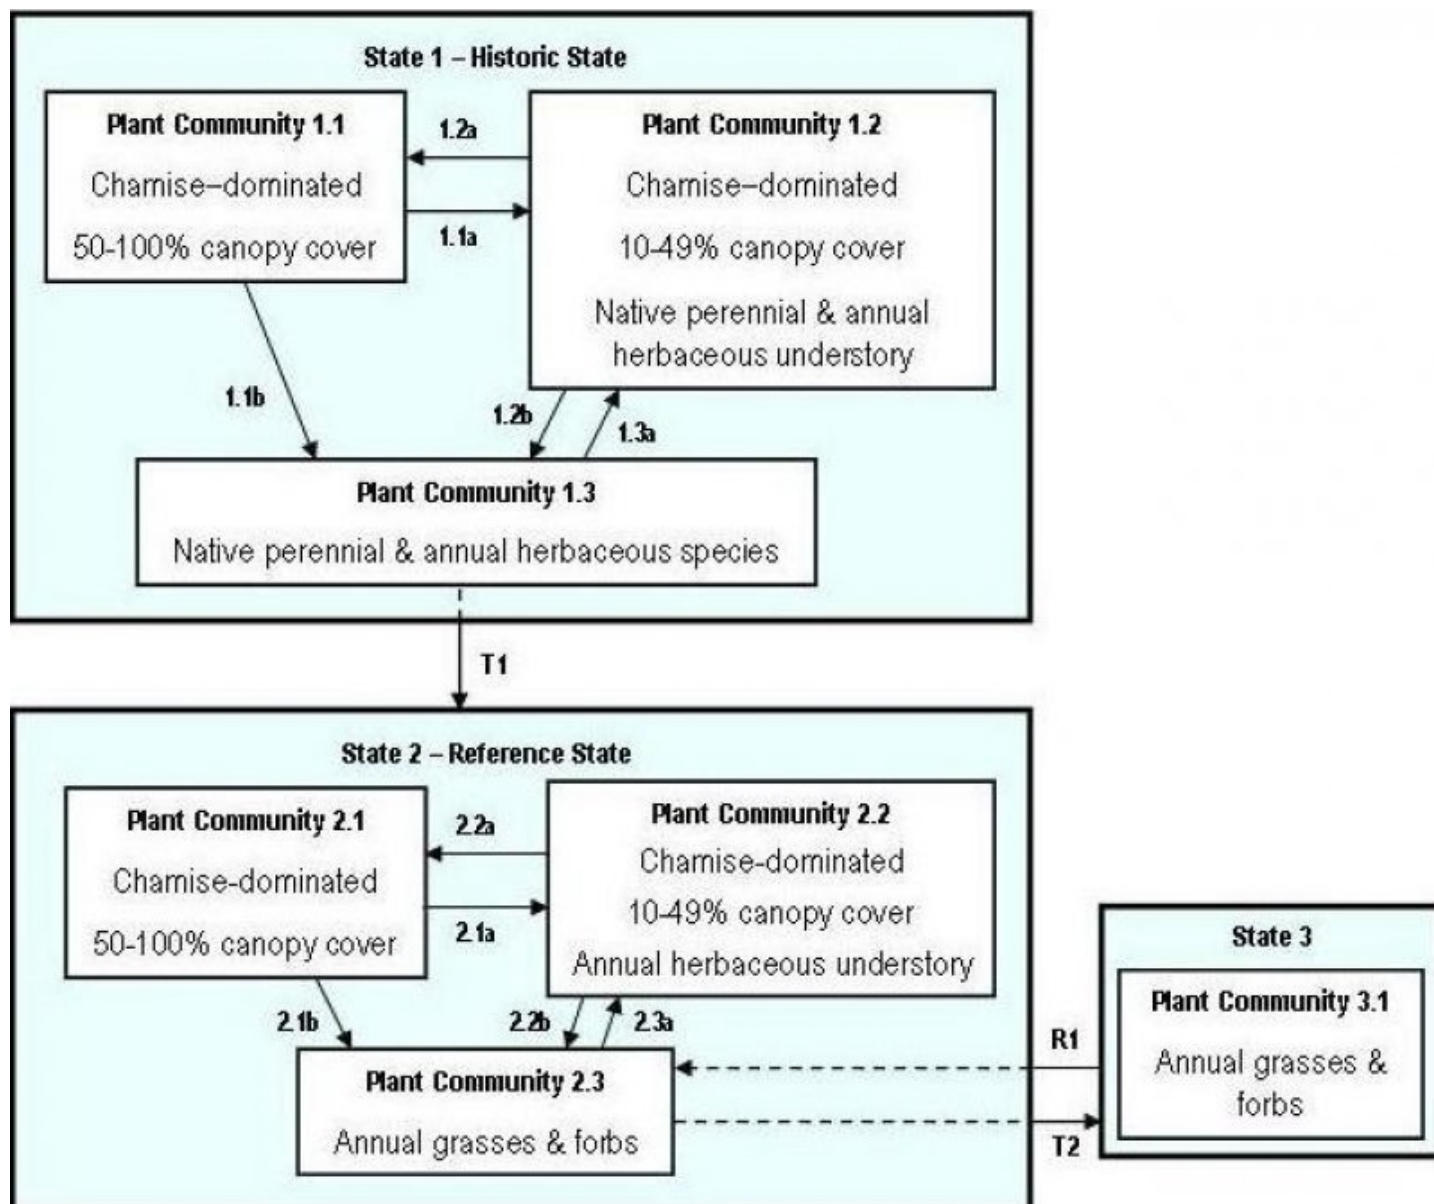 State 1 – Historic State
Plant Community 1.1
Chamise–dominated
50-100% canopy cover
1.2a
1.1a
Plant Community 1.2
Chamise–dominated
10-49% canopy cover
Native perennial & annual
herbaceous understory
1.1b
1.2b
1.3a
Plant Community 1.3
Native perennial & annual herbaceous species
T1
State 2 – Reference State
Plant Community 2.1
Chamise-dominated
50-100% canopy cover
2.2a
2.1a
Plant Community 2.2
Chamise-dominated
10-49% canopy cover
Annual herbaceous understory
2.1b
2.2b
2.3a
Plant Community 2.3
Annual grasses & forbs
R1
T2
State 3
Plant Community 3.1
Annual grasses &
forbs